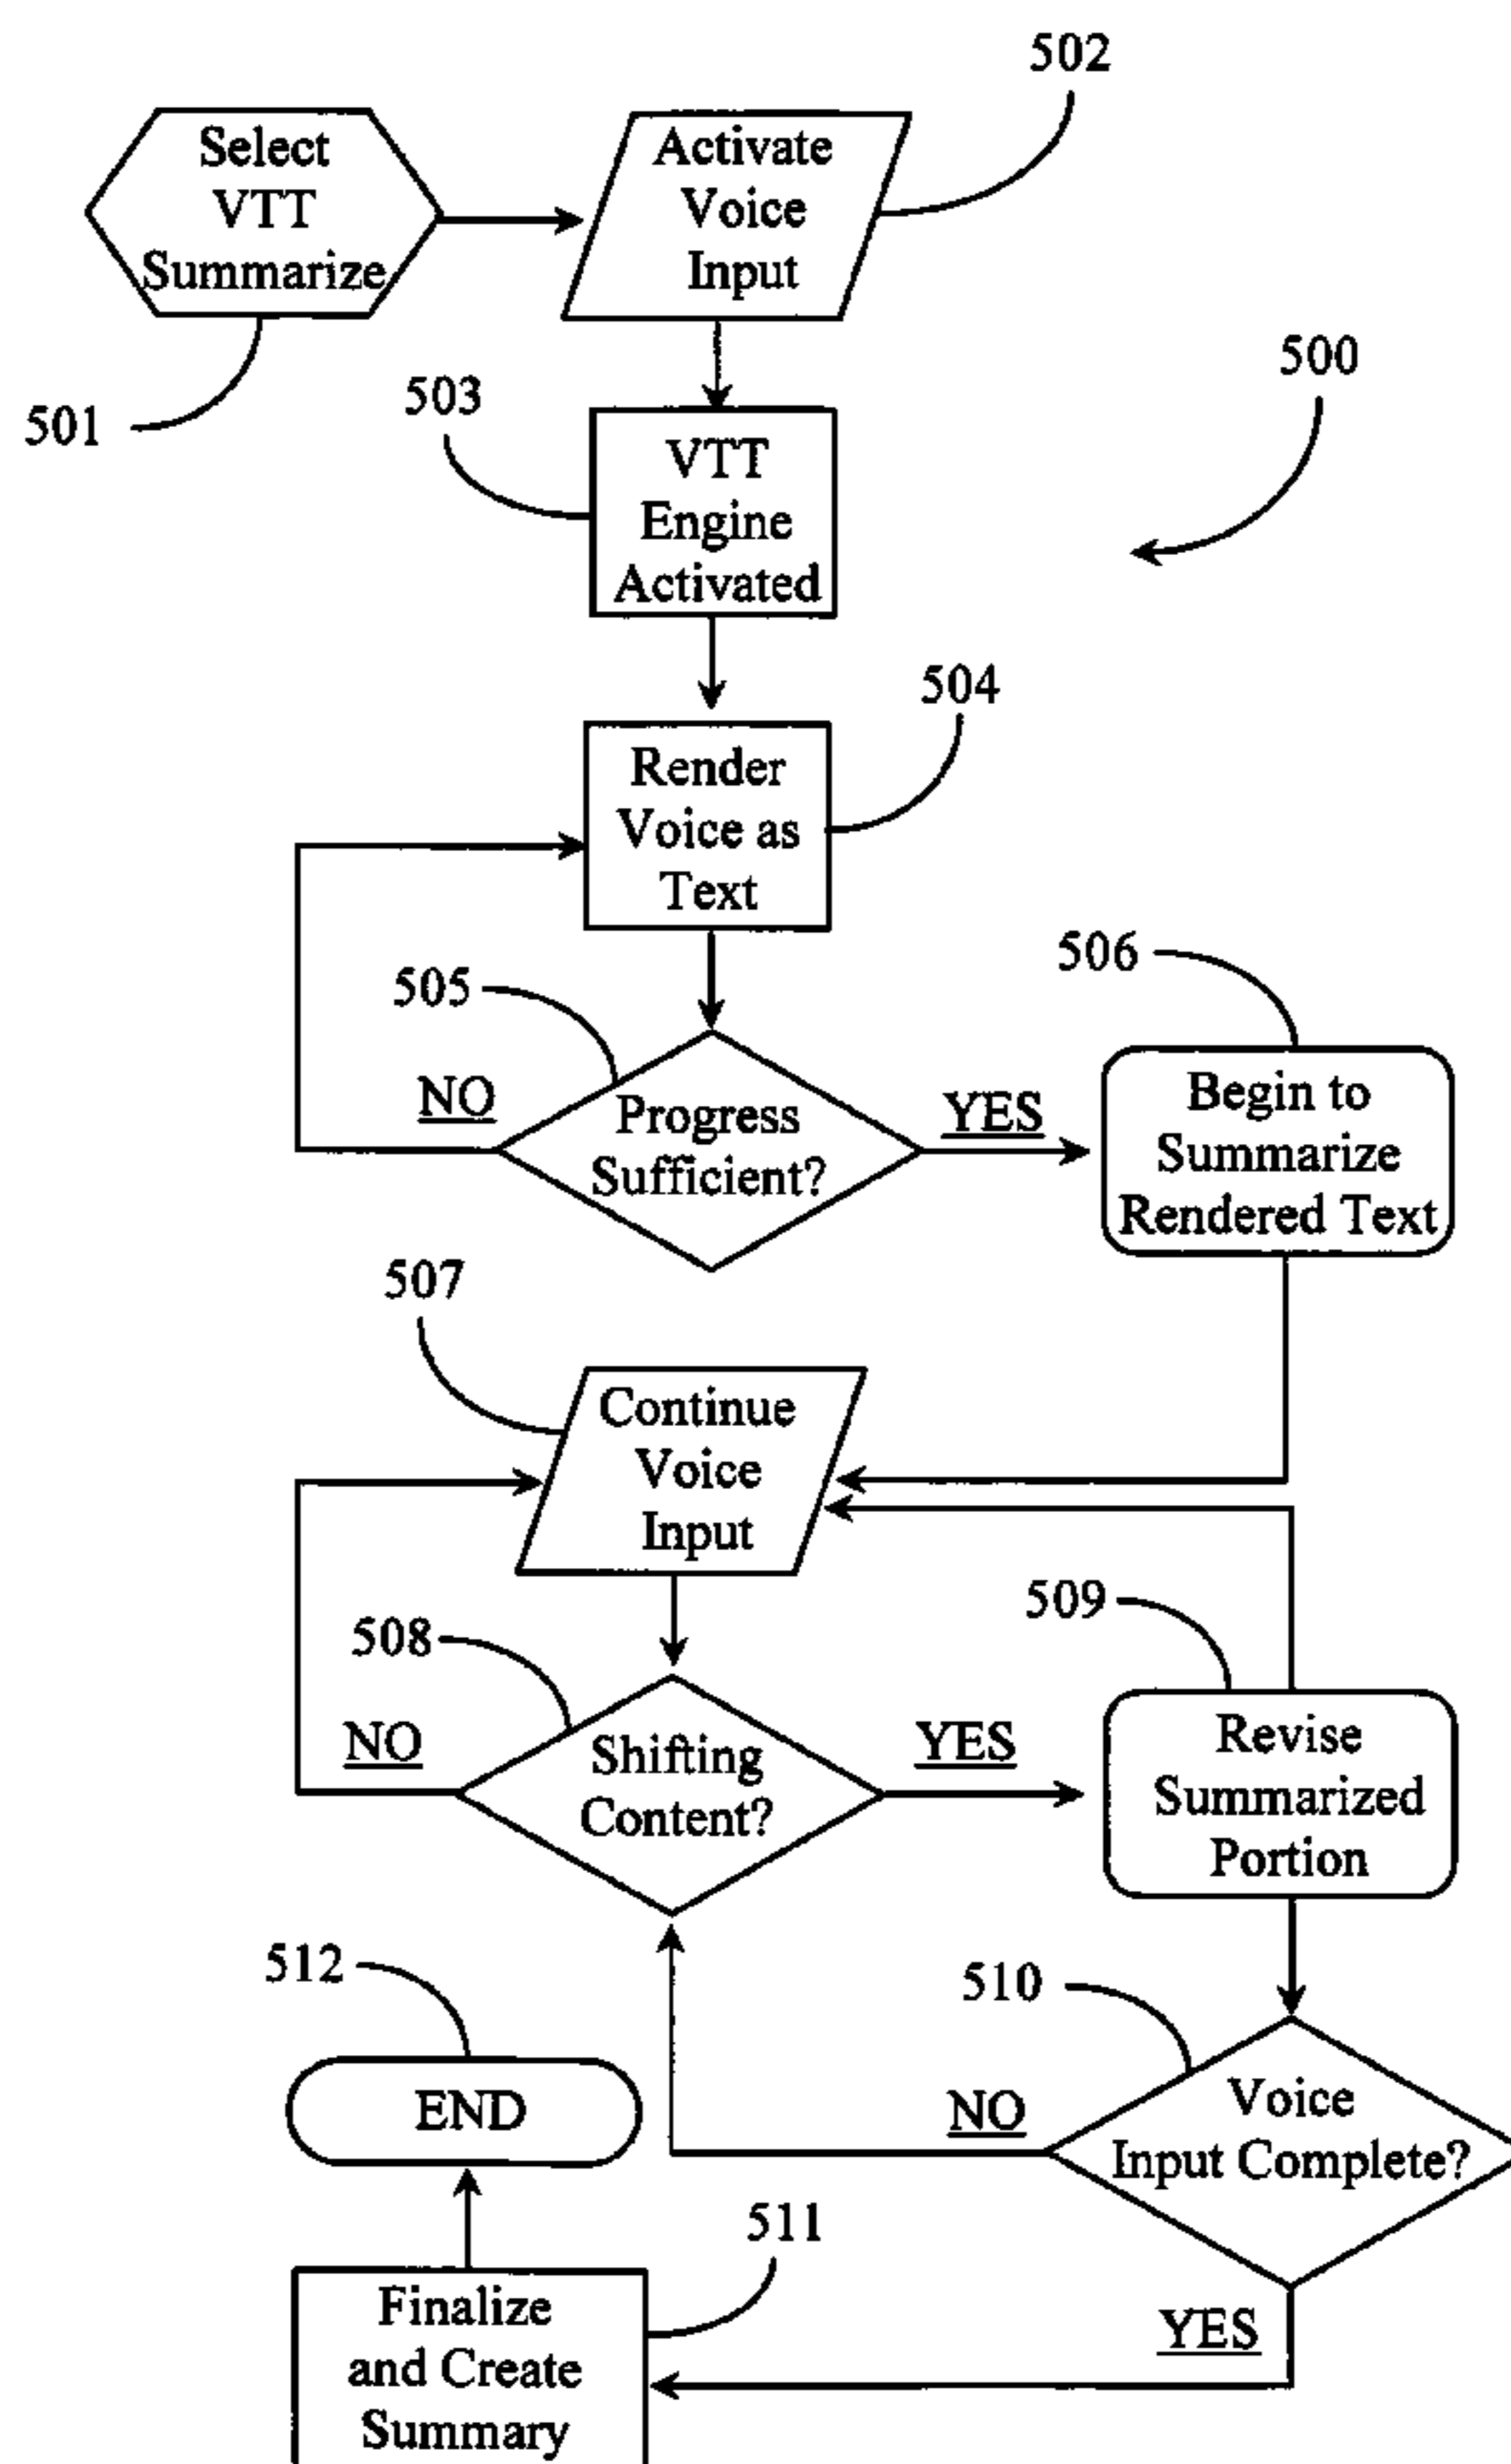 502
Select
VTT
Summarize
Activate
Voice
Input
501
500
503
VTT
Engine
Activated
504
Render
Voice as
Text
505
506
NO
Progress
Sufficient?
YES
Begin to
Summarize
Rendered Text
507
Continue
Voice
Input
508
509
NO
Shifting
Content?
YES
Revise
Summarized
Portion
512
510
END
NO
Voice
Input Complete?
511
Finalize
and Create
Summary
YES